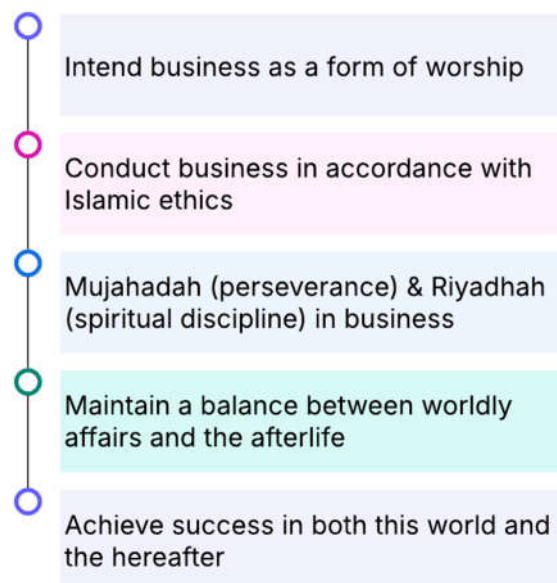 Intend business as a form of worship
Conduct business in accordance with
Islamic ethics
Mujahadah (perseverance) & Riyadhah
(spiritual discipline) in business
Maintain a balance between worldly
affairs and the afterlife
Achieve success in both this world and
the hereafter